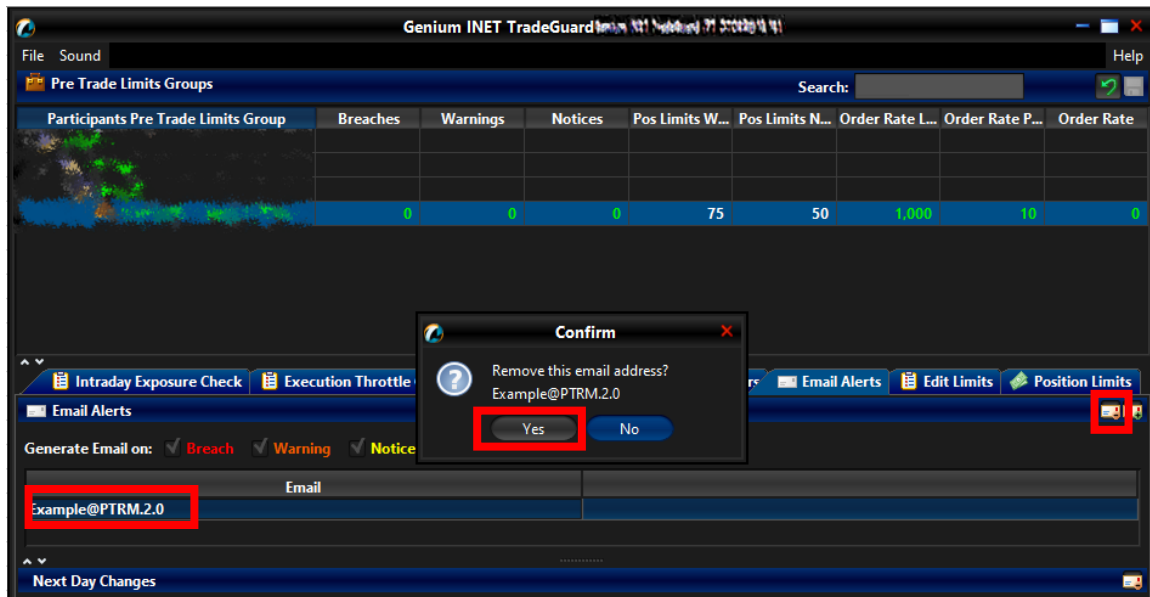 Genium INET TradeGuard
File Sound Help
Pre Trade Limits Groups Search:
Participants Pre Trade Limits Group Breaches Warnings Notices Pos Limits W... Pos Limits N... Order Rate L... Order Rate P... Order Rate
0 0 0 75 50 1,000 10 0
Confirm
Remove this email address?
Example@PTRM.2.0
Yes No
Intraday Exposure Check Execution Throttle Email Alerts Edit Limits Position Limits
Email Alerts
Generate Email on: Breach Warning Notice
Email
Example@PTRM.2.0
Next Day Changes